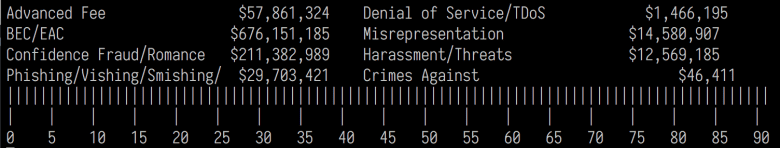 Advanced Fee $57,861,324 Denial of Service/TDoS $1,466,195
BEC/EAC $676,151,185 Misrepresentation $14,580,907
Confidence Fraud/Romance $211,382,989 Harassment/Threats $12,569,185
Phishing/Vishing/Smishing/ $29,703,421 Crimes Against $46,411
0 5 10 15 20 25 30 35 40 45 50 55 60 65 70 75 80 85 90